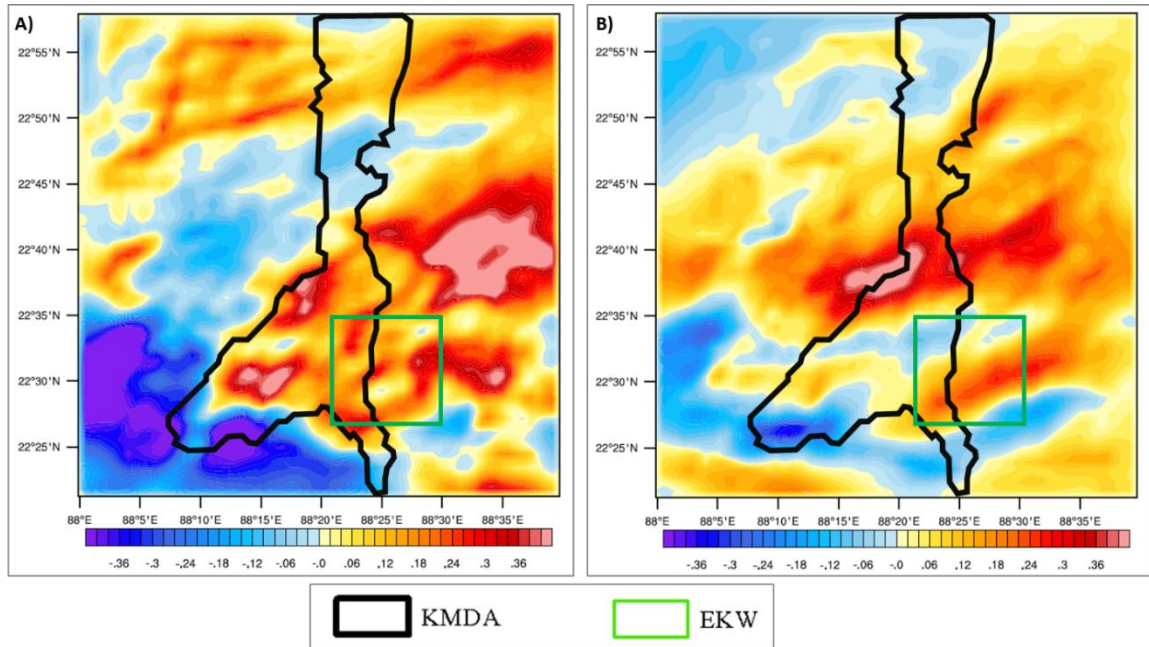 A)
22°55'N
22°50'N
22°45'N
22°40'N
22°35'N
22°30'N
22°25'N
88°E 88°5'E 88°10'E 88°15'E 88°20'E 88°25'E 88°30'E 88°35'E
-.36 -.3 -.24 -.18 -.12 -.06 -.0 .06 .12 .18 .24 .3 .36
B)
22°55'N
22°50'N
22°45'N
22°40'N
22°35'N
22°30'N
22°25'N
88°E 88°5'E 88°10'E 88°15'E 88°20'E 88°25'E 88°30'E 88°35'E
-.36 -.3 -.24 -.18 -.12 -.06 -.0 .06 .12 .18 .24 .3 .36
KMDA EKW